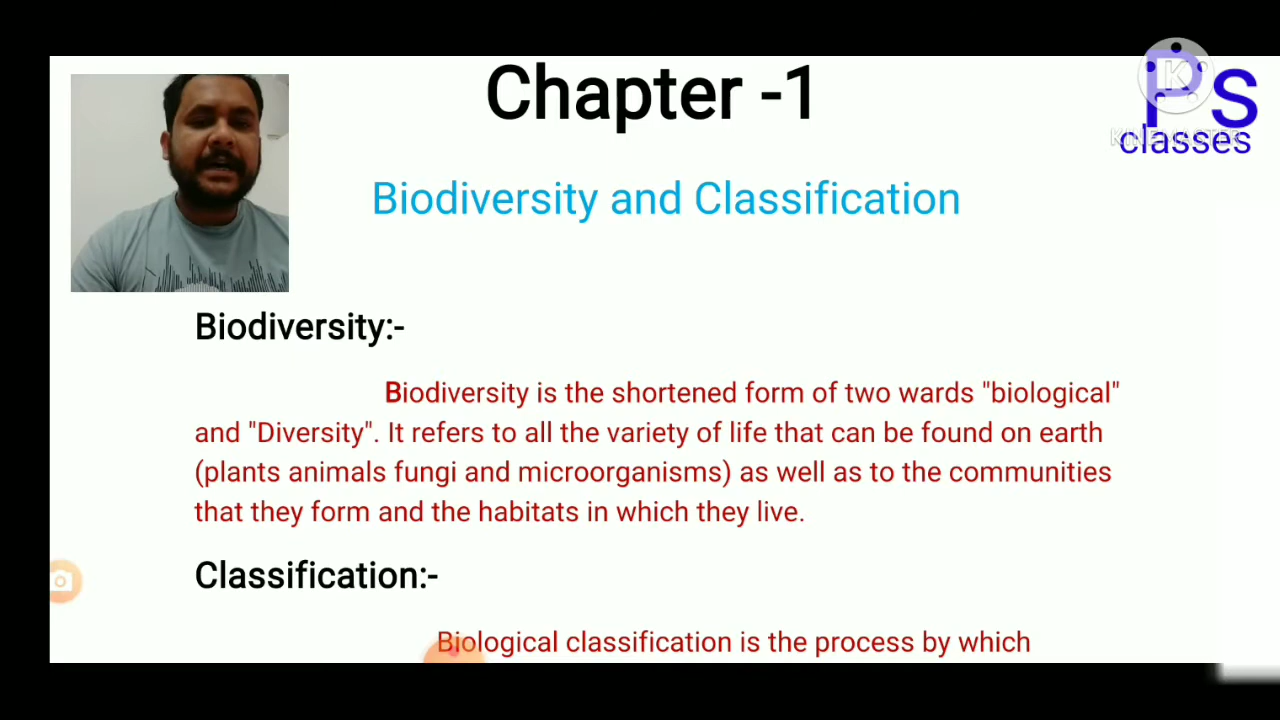 Chapter -1
Ps
classes
KINEMASTER
Biodiversity and Classification
Biodiversity:-
Biodiversity is the shortened form of two wards "biological"
and "Diversity". It refers to all the variety of life that can be found on earth
(plants animals fungi and microorganisms) as well as to the communities
that they form and the habitats in which they live.
Classification:-
Biological classification is the process by which